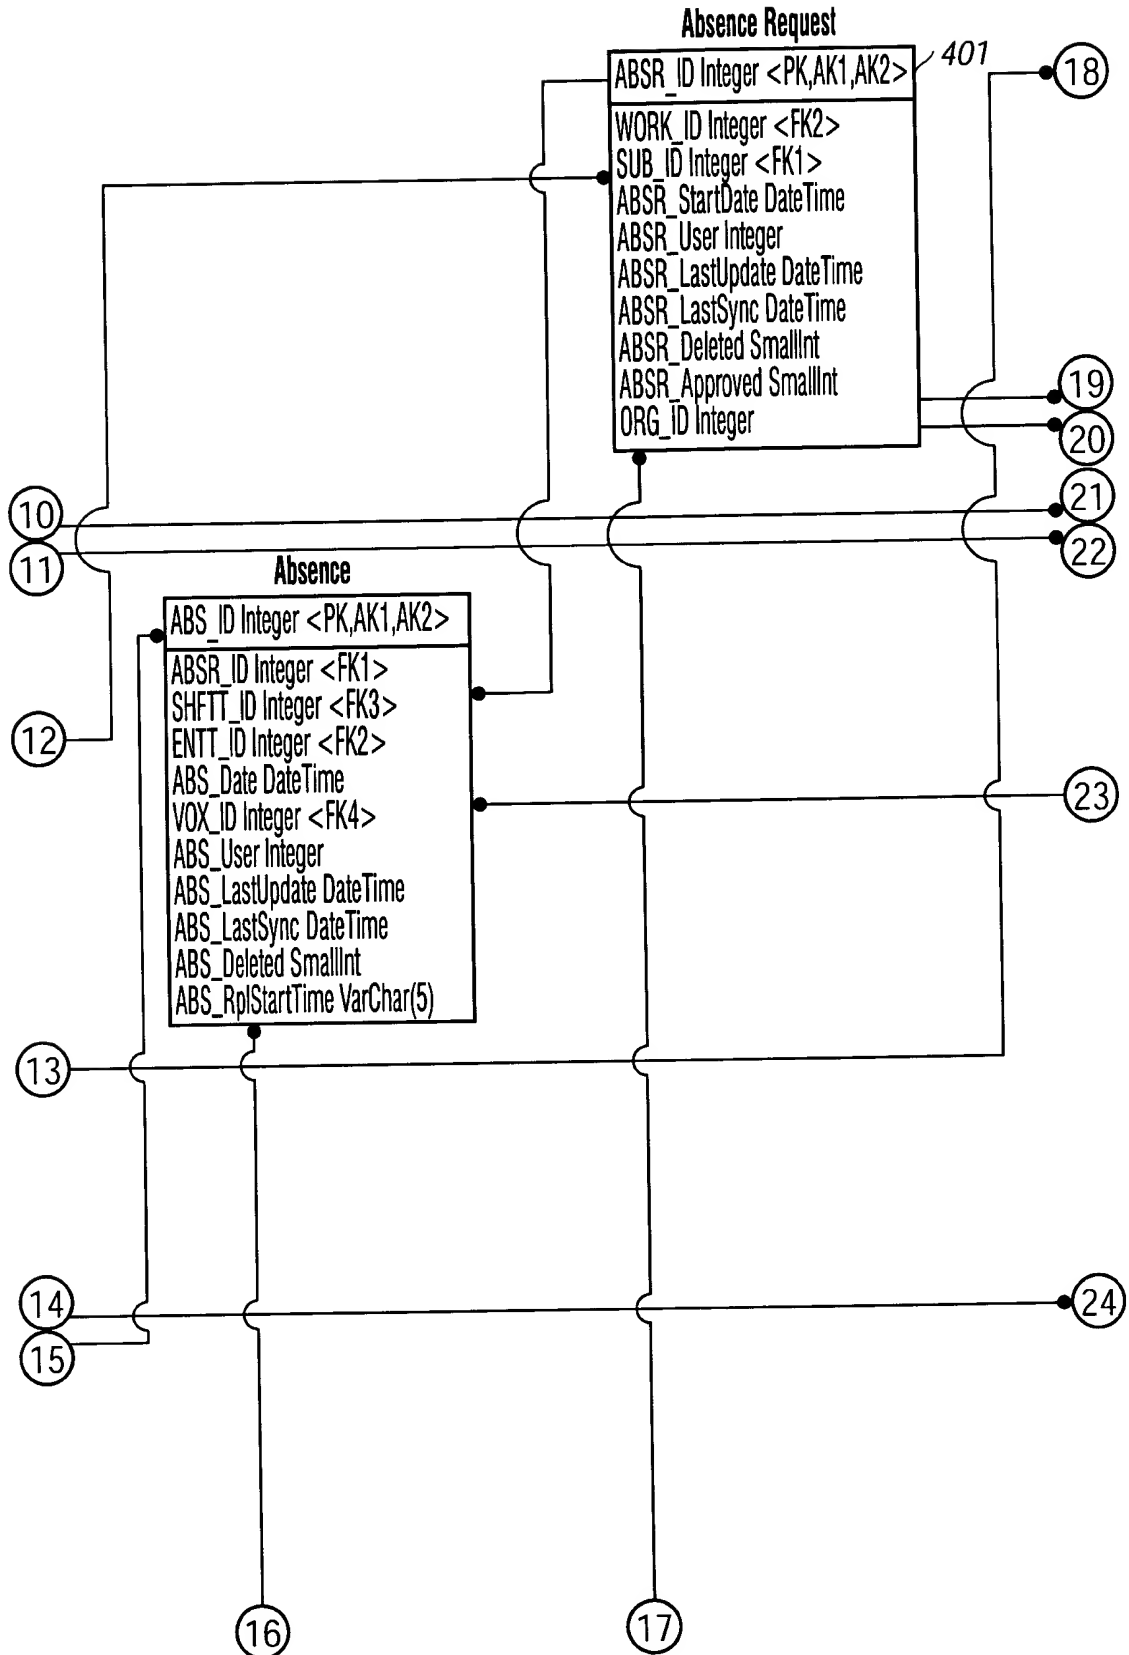 Absence Request
401
18
ABSR_ID Integer <PK,AK1,AK2>
WORK_ID Integer <FK2>
SUB_ID Integer <FK1>
ABSR_StartDate DateTime
ABSR_User Integer
ABSR_LastUpdate DateTime
ABSR_LastSync DateTime
ABSR_Deleted SmallInt
ABSR_Approved SmallInt
ORG_ID Integer
19
20
10
21
11
22
Absence
ABS_ID Integer <PK,AK1,AK2>
ABSR_ID Integer <FK1>
SHFTT_ID Integer <FK3>
ENTT_ID Integer <FK2>
ABS_Date DateTime
VOX_ID Integer <FK4>
ABS_User Integer
ABS_LastUpdate DateTime
ABS_LastSync DateTime
ABS_Deleted SmallInt
ABS_RplStartTime VarChar(5)
12
23
13
14
24
15
16
17